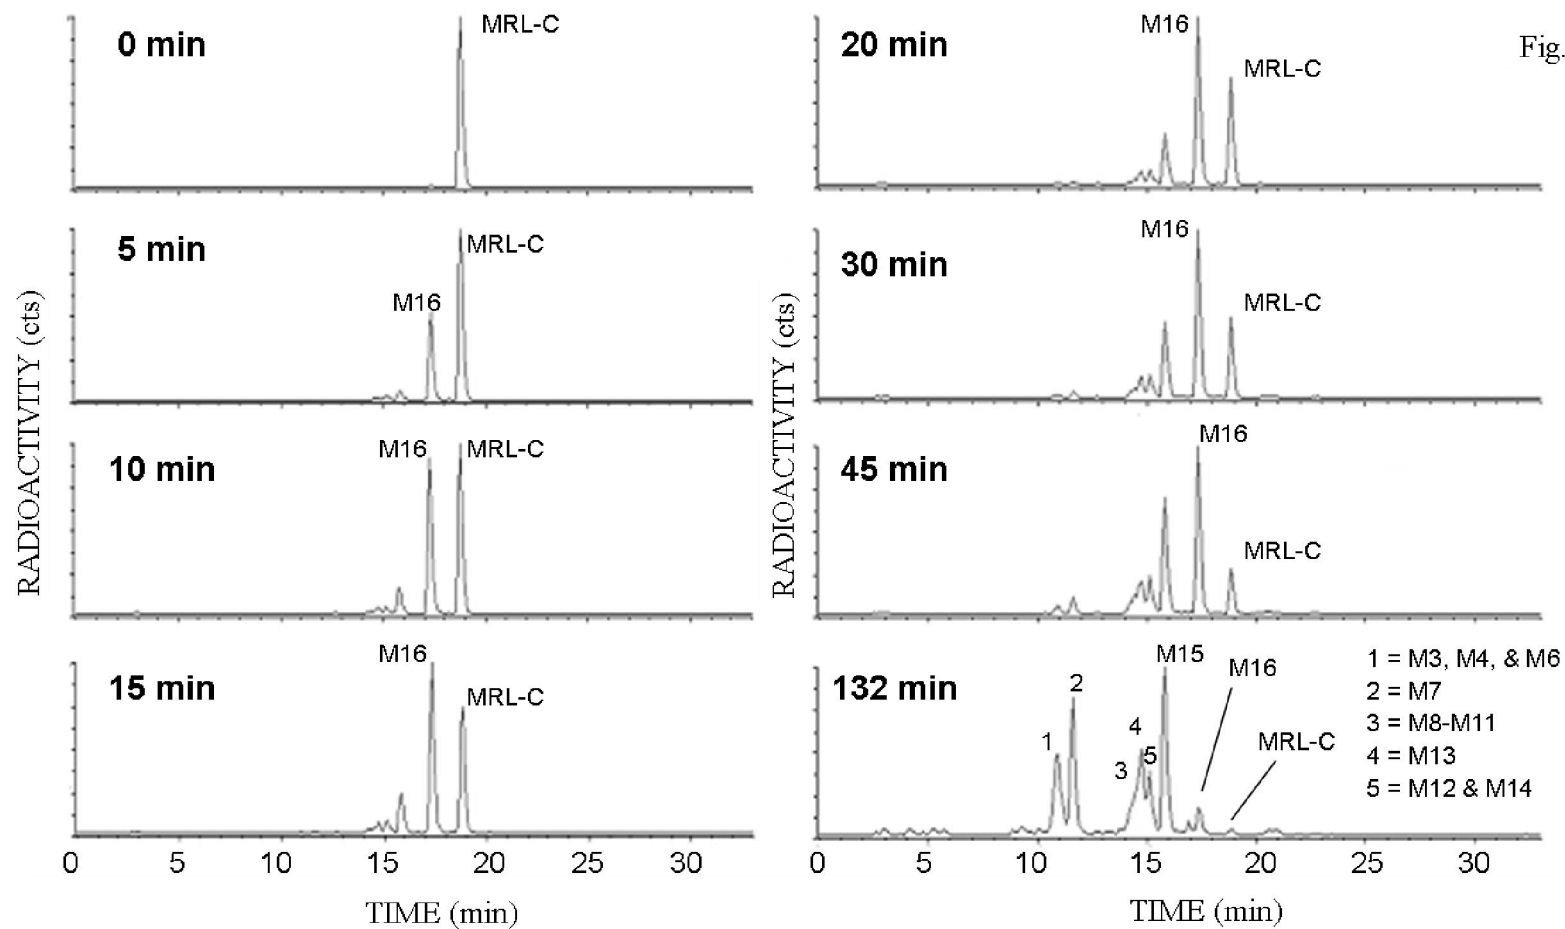 Fig.
0 min
MRL-C
5 min
M16
MRL-C
10 min
M16
MRL-C
15 min
M16
MRL-C
RADIOACTIVITY (cts)
0 5 10 15 20 25 30
TIME (min)
20 min
M16
MRL-C
30 min
M16
MRL-C
45 min
M16
MRL-C
132 min
1
2
3
4
5
M15
M16
MRL-C
1 = M3, M4, & M6
2 = M7
3 = M8-M11
4 = M13
5 = M12 & M14
RADIOACTIVITY (cts)
0 5 10 15 20 25 30
TIME (min)